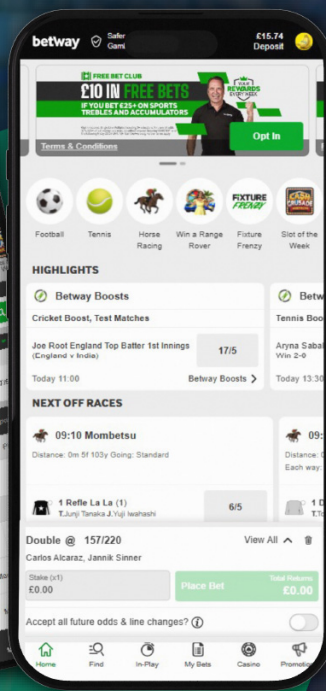 betway
Safer
Gambl
£15.74
Deposit
FREE BET CLUB
£10 IN FREE BETS
IF YOU BET £25+ ON SPORTS
TREBLES AND ACCUMULATORS
YOUR
REWARDS
EVERY WEEK
Terms & Conditions
Opt In
FIXTURE
FRENZY
CASH
CRUSADE
Football
Tennis
Horse
Racing
Win a Range
Rover
Fixture
Frenzy
Slot of the
Week
HIGHLIGHTS
Betway Boosts
Betw
Cricket Boost, Test Matches
Tennis Boo
Joe Root England Top Batter 1st Innings
(England v India)
17/5
Aryna Sabal
Win 2-0
Today 11:00
Betway Boosts
Today 13:30
NEXT OFF RACES
09:10 Mombetsu
09:
Distance: 0m 5f 103y Going: Standard
Distance: 0
Each way:
1 Refle La La (1)
T.Junji Tanaka J.Yuji Iwahashi
6/5
Double @ 157/220
View All
Carlos Alcaraz, Jannik Sinner
Stake (x1)
£0.00
Place Bet
Total Returns
£0.00
Accept all future odds & line changes?
Home
Find
In-Play
My Bets
Casino
Promotion